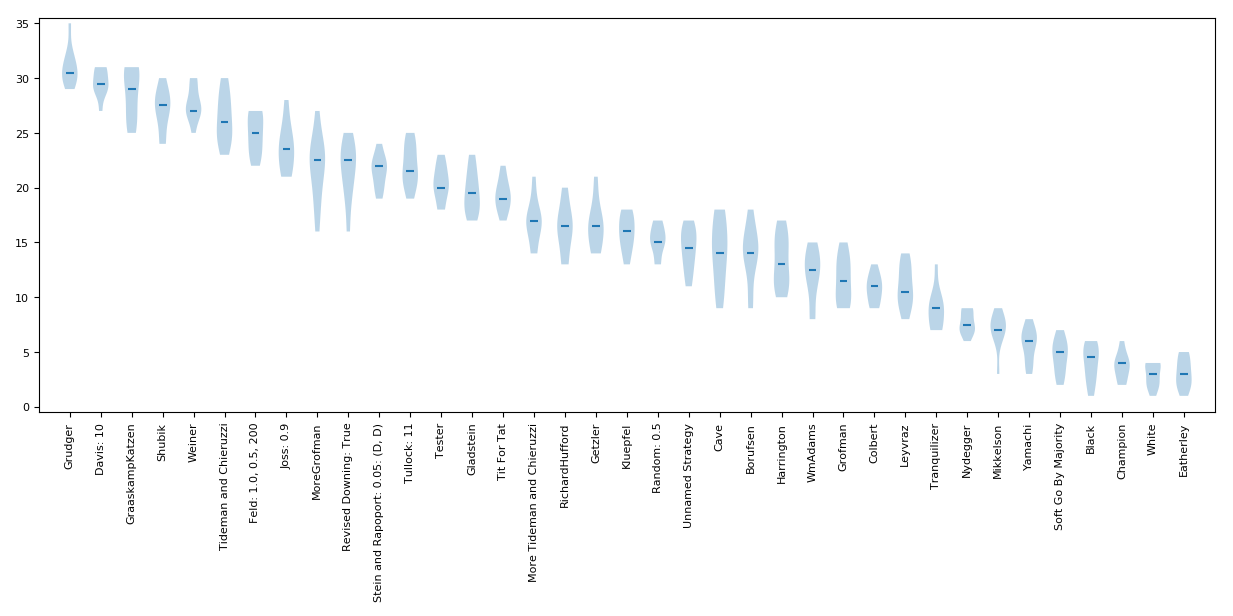 35
30
25
20
15
10
5
0
Grudger
Davis: 10
GraaskampKatzen
Shubik
Weiner
Tideman and Chieruzzi
Feld: 1.0, 0.5, 200
Joss: 0.9
MoreGrofman
Revised Downing: True
Stein and Rapoport: 0.05: (D, D)
Tullock: 11
Tester
Gladstein
Tit For Tat
More Tideman and Chieruzzi
RichardHufford
Getzler
Kluepfel
Random: 0.5
Unnamed Strategy
Cave
Borufsen
Harrington
WmAdams
Grofman
Colbert
Leyvraz
Tranquilizer
Nydegger
Mikkelson
Yamachi
Soft Go By Majority
Black
Champion
White
Eatherley